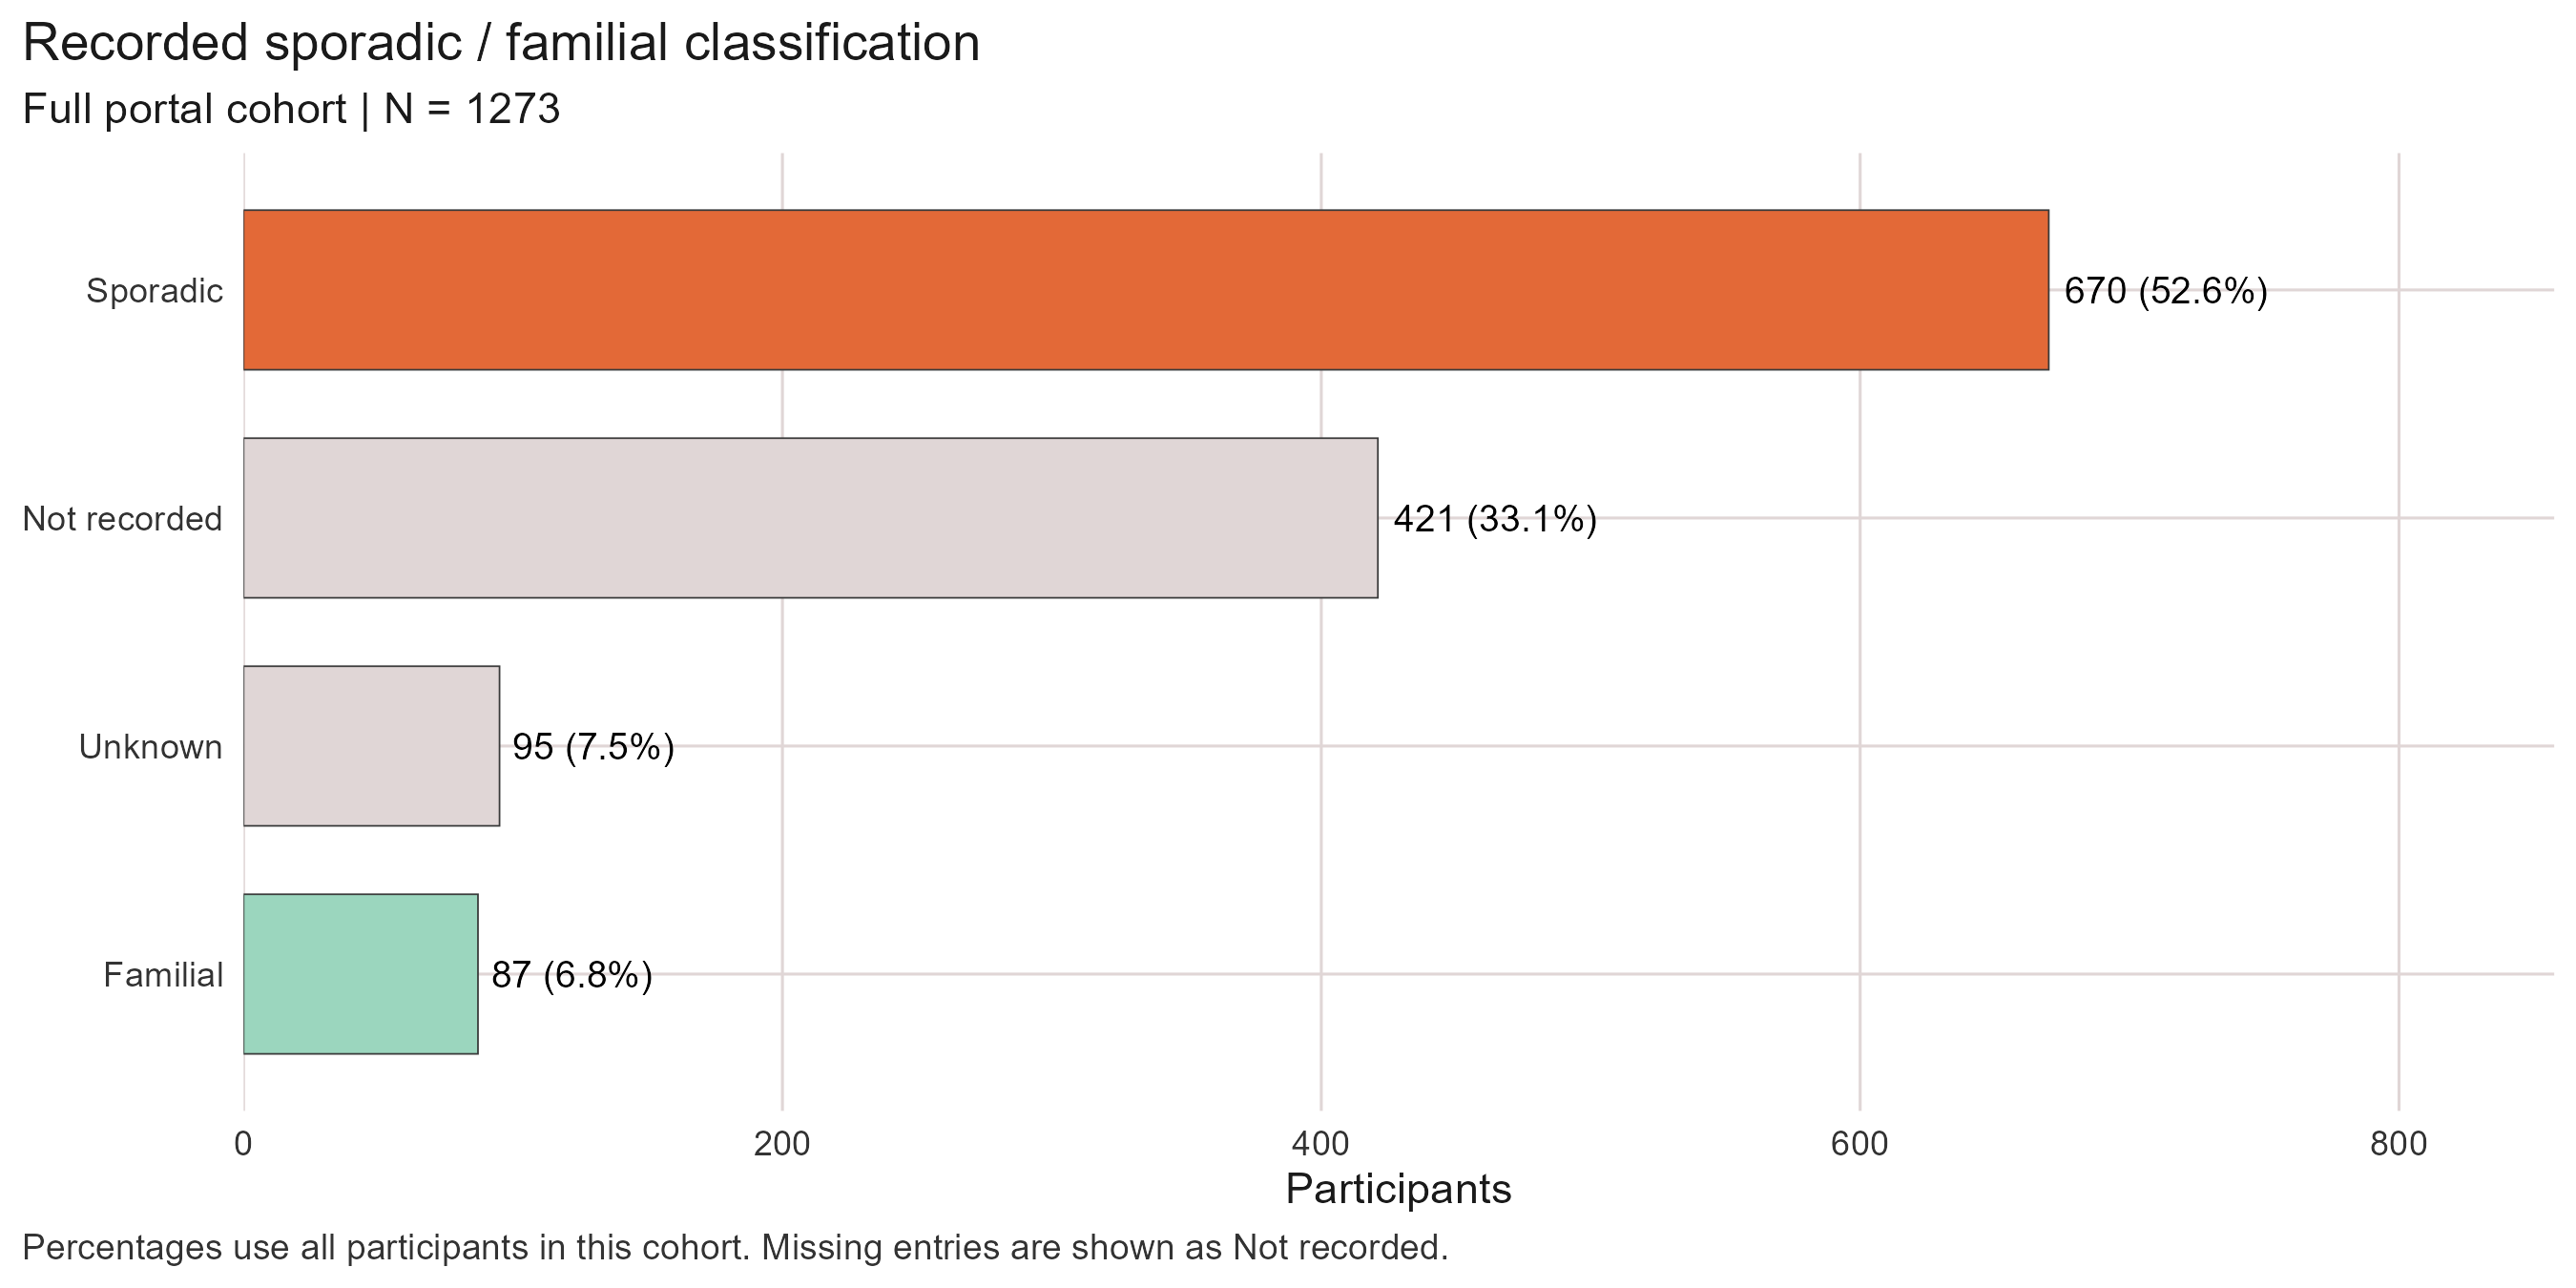 Recorded sporadic / familial classification
Full portal cohort | N = 1273
Sporadic
670 (52.6%)
Not recorded
421 (33.1%)
Unknown
95 (7.5%)
Familial
87 (6.8%)
0 200 400 600 800
Participants
Percentages use all participants in this cohort. Missing entries are shown as Not recorded.